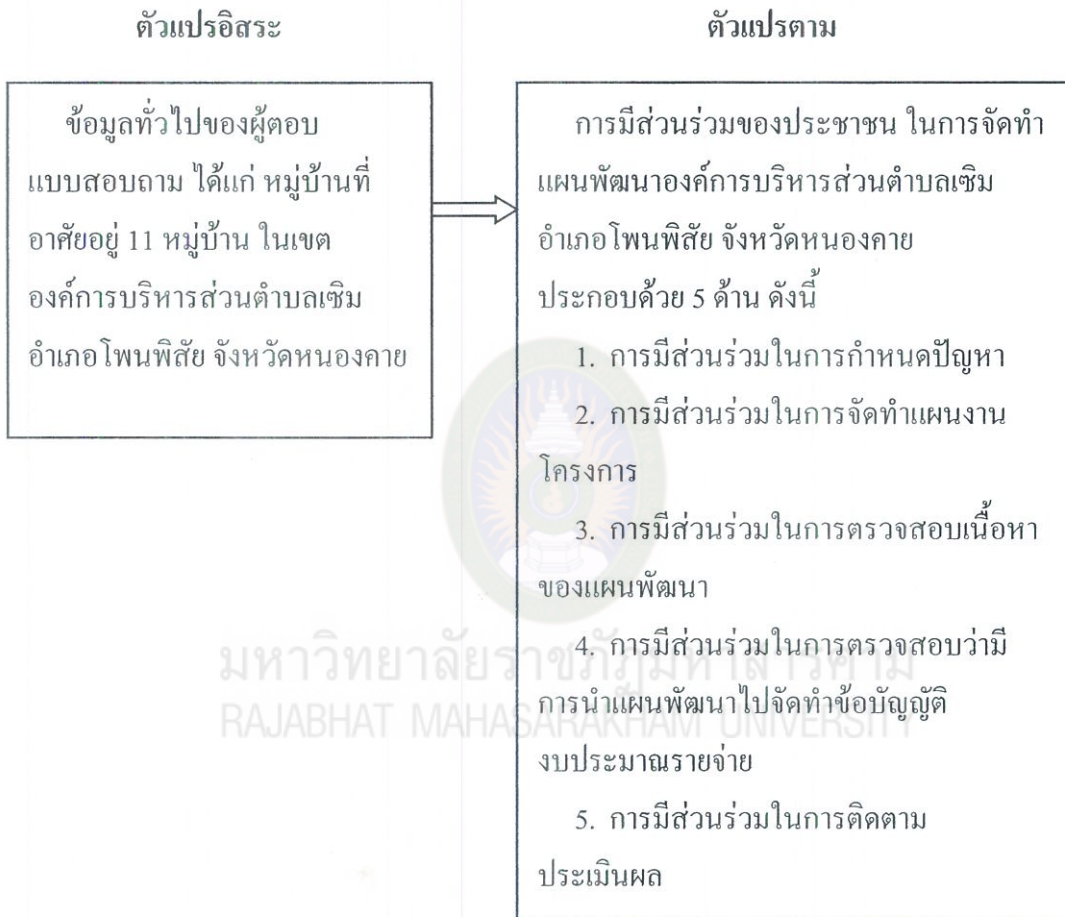 ตัวแปรอิสระ
ตัวแปรตาม
ข้อมูลทั่วไปของผู้ตอบ
แบบสอบถาม ได้แก่ หมู่บ้านที่
อาศัยอยู่ 11 หมู่บ้าน ในเขต
องค์การบริหารส่วนตำบลเซิม
อำเภอโพนพิสัย จังหวัดหนองคาย
การมีส่วนร่วมของประชาชน ในการจัดทำ
แผนพัฒนาองค์การบริหารส่วนตำบลเซิม
อำเภอโพนพิสัย จังหวัดหนองคาย
ประกอบด้วย 5 ด้าน ดังนี้
1. การมีส่วนร่วมในการกำหนดปัญหา
2. การมีส่วนร่วมในการจัดทำแผนงาน
โครงการ
3. การมีส่วนร่วมในการตรวจสอบเนื้อหา
ของแผนพัฒนา
4. การมีส่วนร่วมในการตรวจสอบว่ามี
การนำแผนพัฒนาไปจัดทำข้อบัญญัติ
งบประมาณรายจ่าย
5. การมีส่วนร่วมในการติดตาม
ประเมินผล
มหาวิทยาลัยราชภัฏมหาสารคาม
RAJABHAT MAHASARAKHAM UNIVERSITY